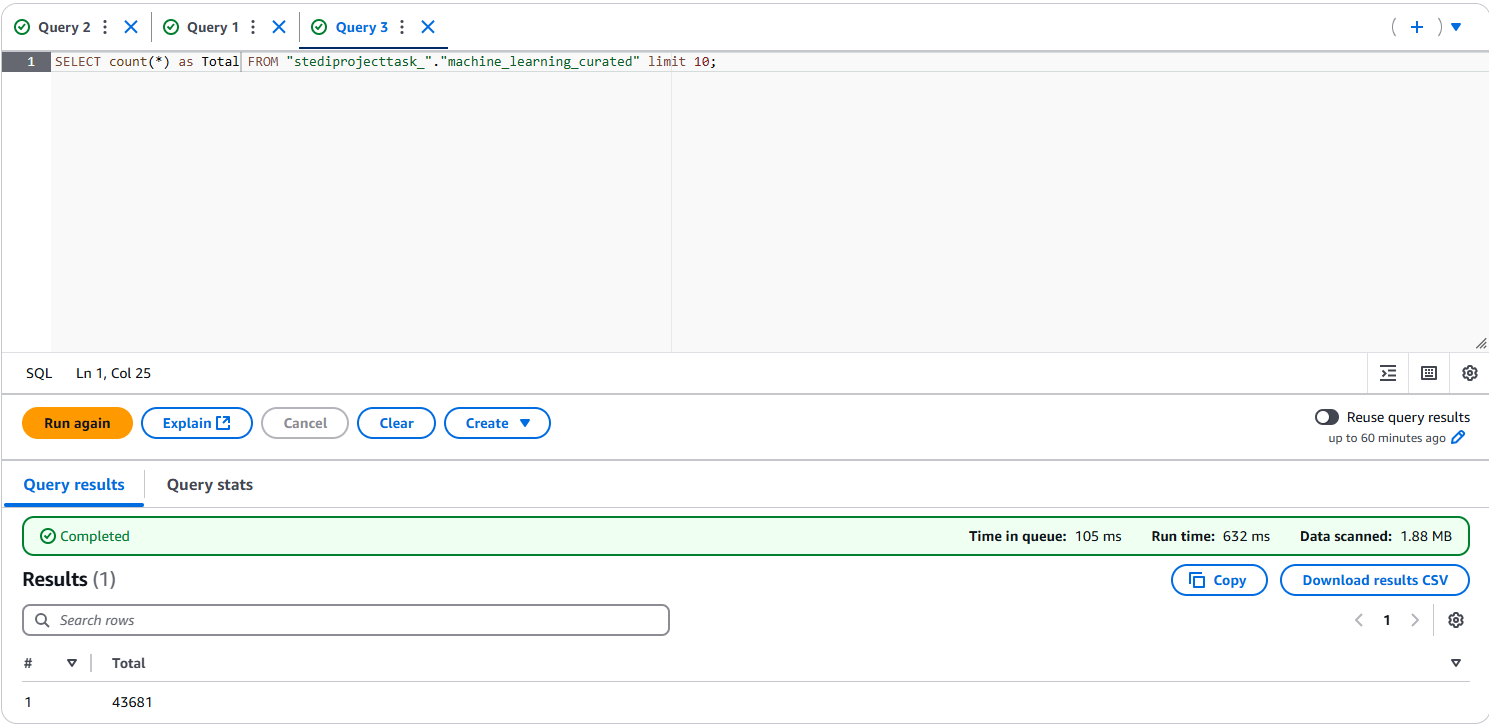 Query 2 Query 1 Query 3
1 SELECT count(*) as Total FROM "stediprojecttask_"."machine_learning_curated" limit 10;
SQL Ln 1, Col 25
Run again Explain Cancel Clear Create Reuse query results
up to 60 minutes ago
Query results Query stats
Completed Time in queue: 105 ms Run time: 632 ms Data scanned: 1.88 MB
Results (1) Copy Download results CSV
Search rows 1
# Total
1 43681